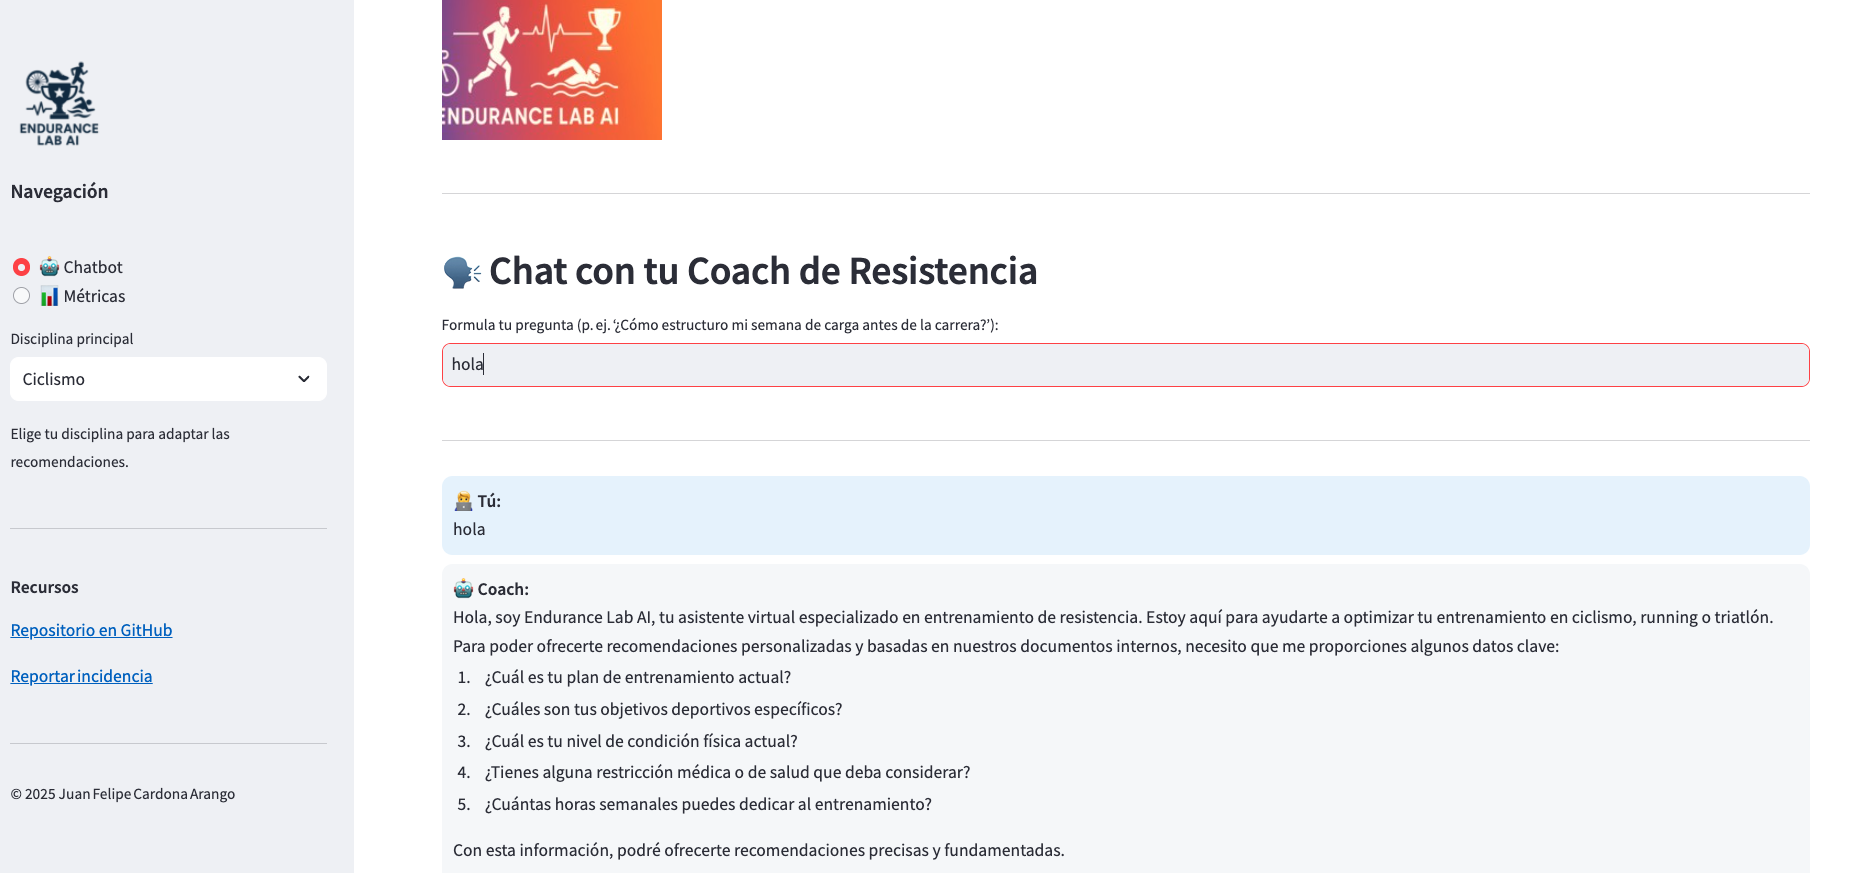 ENDURANCE
LAB AI
Navegación
Chatbot
Métricas
Disciplina principal
Ciclismo
Elige tu disciplina para adaptar las
recomendaciones.
Recursos
Repositorio en GitHub
Reportar incidencia
© 2025 Juan Felipe Cardona Arango
ENDURANCE LAB AI
Chat con tu Coach de Resistencia
Formula tu pregunta (p. ej. ‘¿Cómo estructuro mi semana de carga antes de la carrera?’):
hola
Tú:
hola
Coach:
Hola, soy Endurance Lab AI, tu asistente virtual especializado en entrenamiento de resistencia. Estoy aquí para ayudarte a optimizar tu entrenamiento en ciclismo, running o triatlón.
Para poder ofrecerte recomendaciones personalizadas y basadas en nuestros documentos internos, necesito que me proporciones algunos datos clave:
1. ¿Cuál es tu plan de entrenamiento actual?
2. ¿Cuáles son tus objetivos deportivos específicos?
3. ¿Cuál es tu nivel de condición física actual?
4. ¿Tienes alguna restricción médica o de salud que deba considerar?
5. ¿Cuántas horas semanales puedes dedicar al entrenamiento?
Con esta información, podré ofrecerte recomendaciones precisas y fundamentadas.